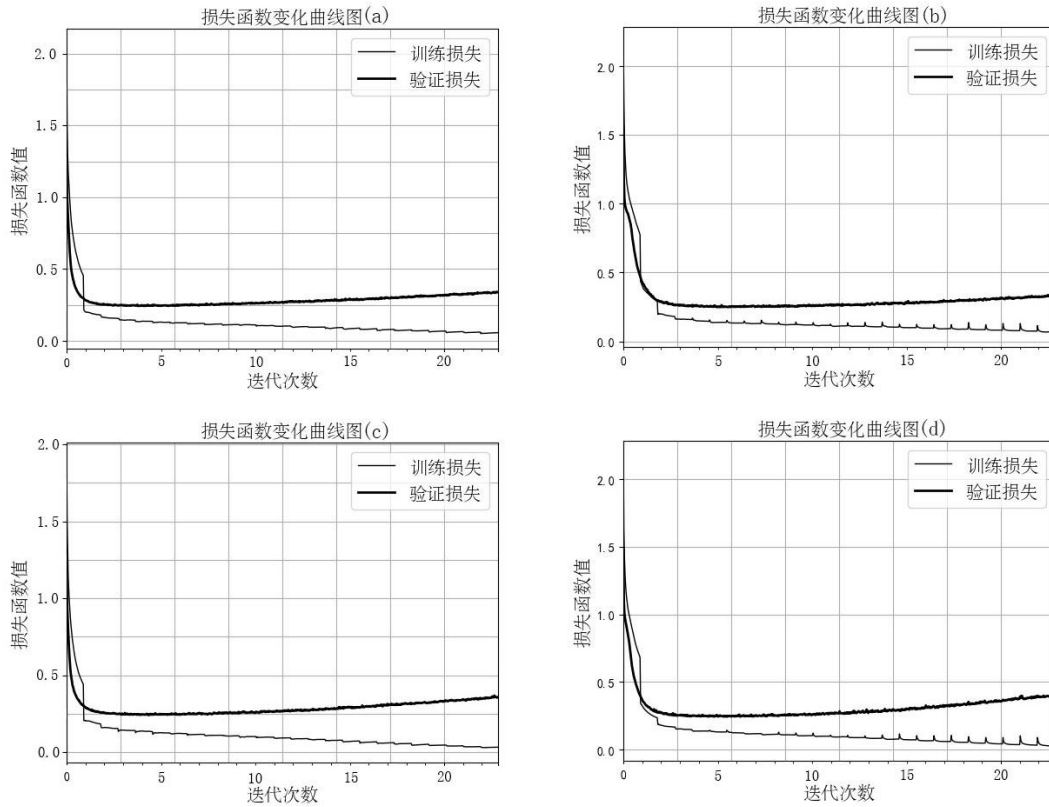 损失函数变化曲线图(a)
训练损失
验证损失
2.0
1.5
1.0
0.5
0.0
损失函数值
0 5 10 15 20
迭代次数
损失函数变化曲线图(b)
训练损失
验证损失
2.0
1.5
1.0
0.5
0.0
损失函数值
0 5 10 15 20
迭代次数
损失函数变化曲线图(c)
训练损失
验证损失
2.0
1.5
1.0
0.5
0.0
损失函数值
0 5 10 15 20
迭代次数
损失函数变化曲线图(d)
训练损失
验证损失
2.0
1.5
1.0
0.5
0.0
损失函数值
0 5 10 15 20
迭代次数